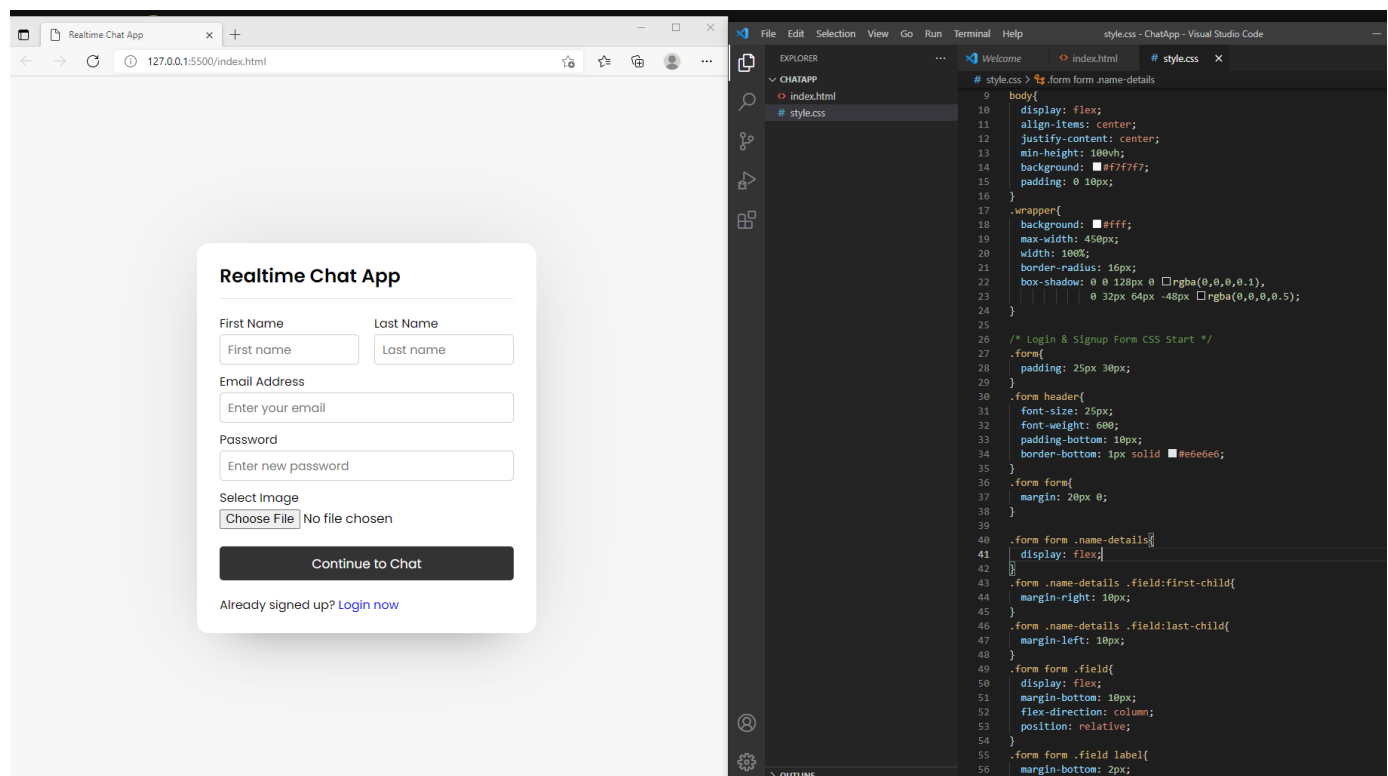 Realtime Chat App
127.0.0.1:5500/index.html
Realtime Chat App
First Name Last Name
First name Last name
Email Address
Enter your email
Password
Enter new password
Select Image
Choose File No file chosen
Continue to Chat
Already signed up? Login now
File Edit Selection View Go Run Terminal Help style.css - ChatApp - Visual Studio Code
EXPLORER
CHATAPP
index.html
# style.css
OUTLINE
Welcome index.html # style.css
# style.css > .form form .name-details
9 body{
10 display: flex;
11 align-items: center;
12 justify-content: center;
13 min-height: 100vh;
14 background: #f7f7f7;
15 padding: 0 10px;
16 }
17 .wrapper{
18 background: #fff;
19 max-width: 450px;
20 width: 100%;
21 border-radius: 16px;
22 box-shadow: 0 0 128px 0 rgba(0,0,0,0.1),
23 0 32px 64px -48px rgba(0,0,0,0.5);
24 }
25
26 /* Login & Signup Form CSS Start */
27 .form{
28 padding: 25px 30px;
29 }
30 .form header{
31 font-size: 25px;
32 font-weight: 600;
33 padding-bottom: 10px;
34 border-bottom: 1px solid #e6e6e6;
35 }
36 .form form{
37 margin: 20px 0;
38 }
39
40 .form form .name-details{
41 display: flex;
42 }
43 .form .name-details .field:first-child{
44 margin-right: 10px;
45 }
46 .form .name-details .field:last-child{
47 margin-left: 10px;
48 }
49 .form form .field{
50 display: flex;
51 margin-bottom: 10px;
52 flex-direction: column;
53 position: relative;
54 }
55 .form form .field label{
56 margin-bottom: 2px;